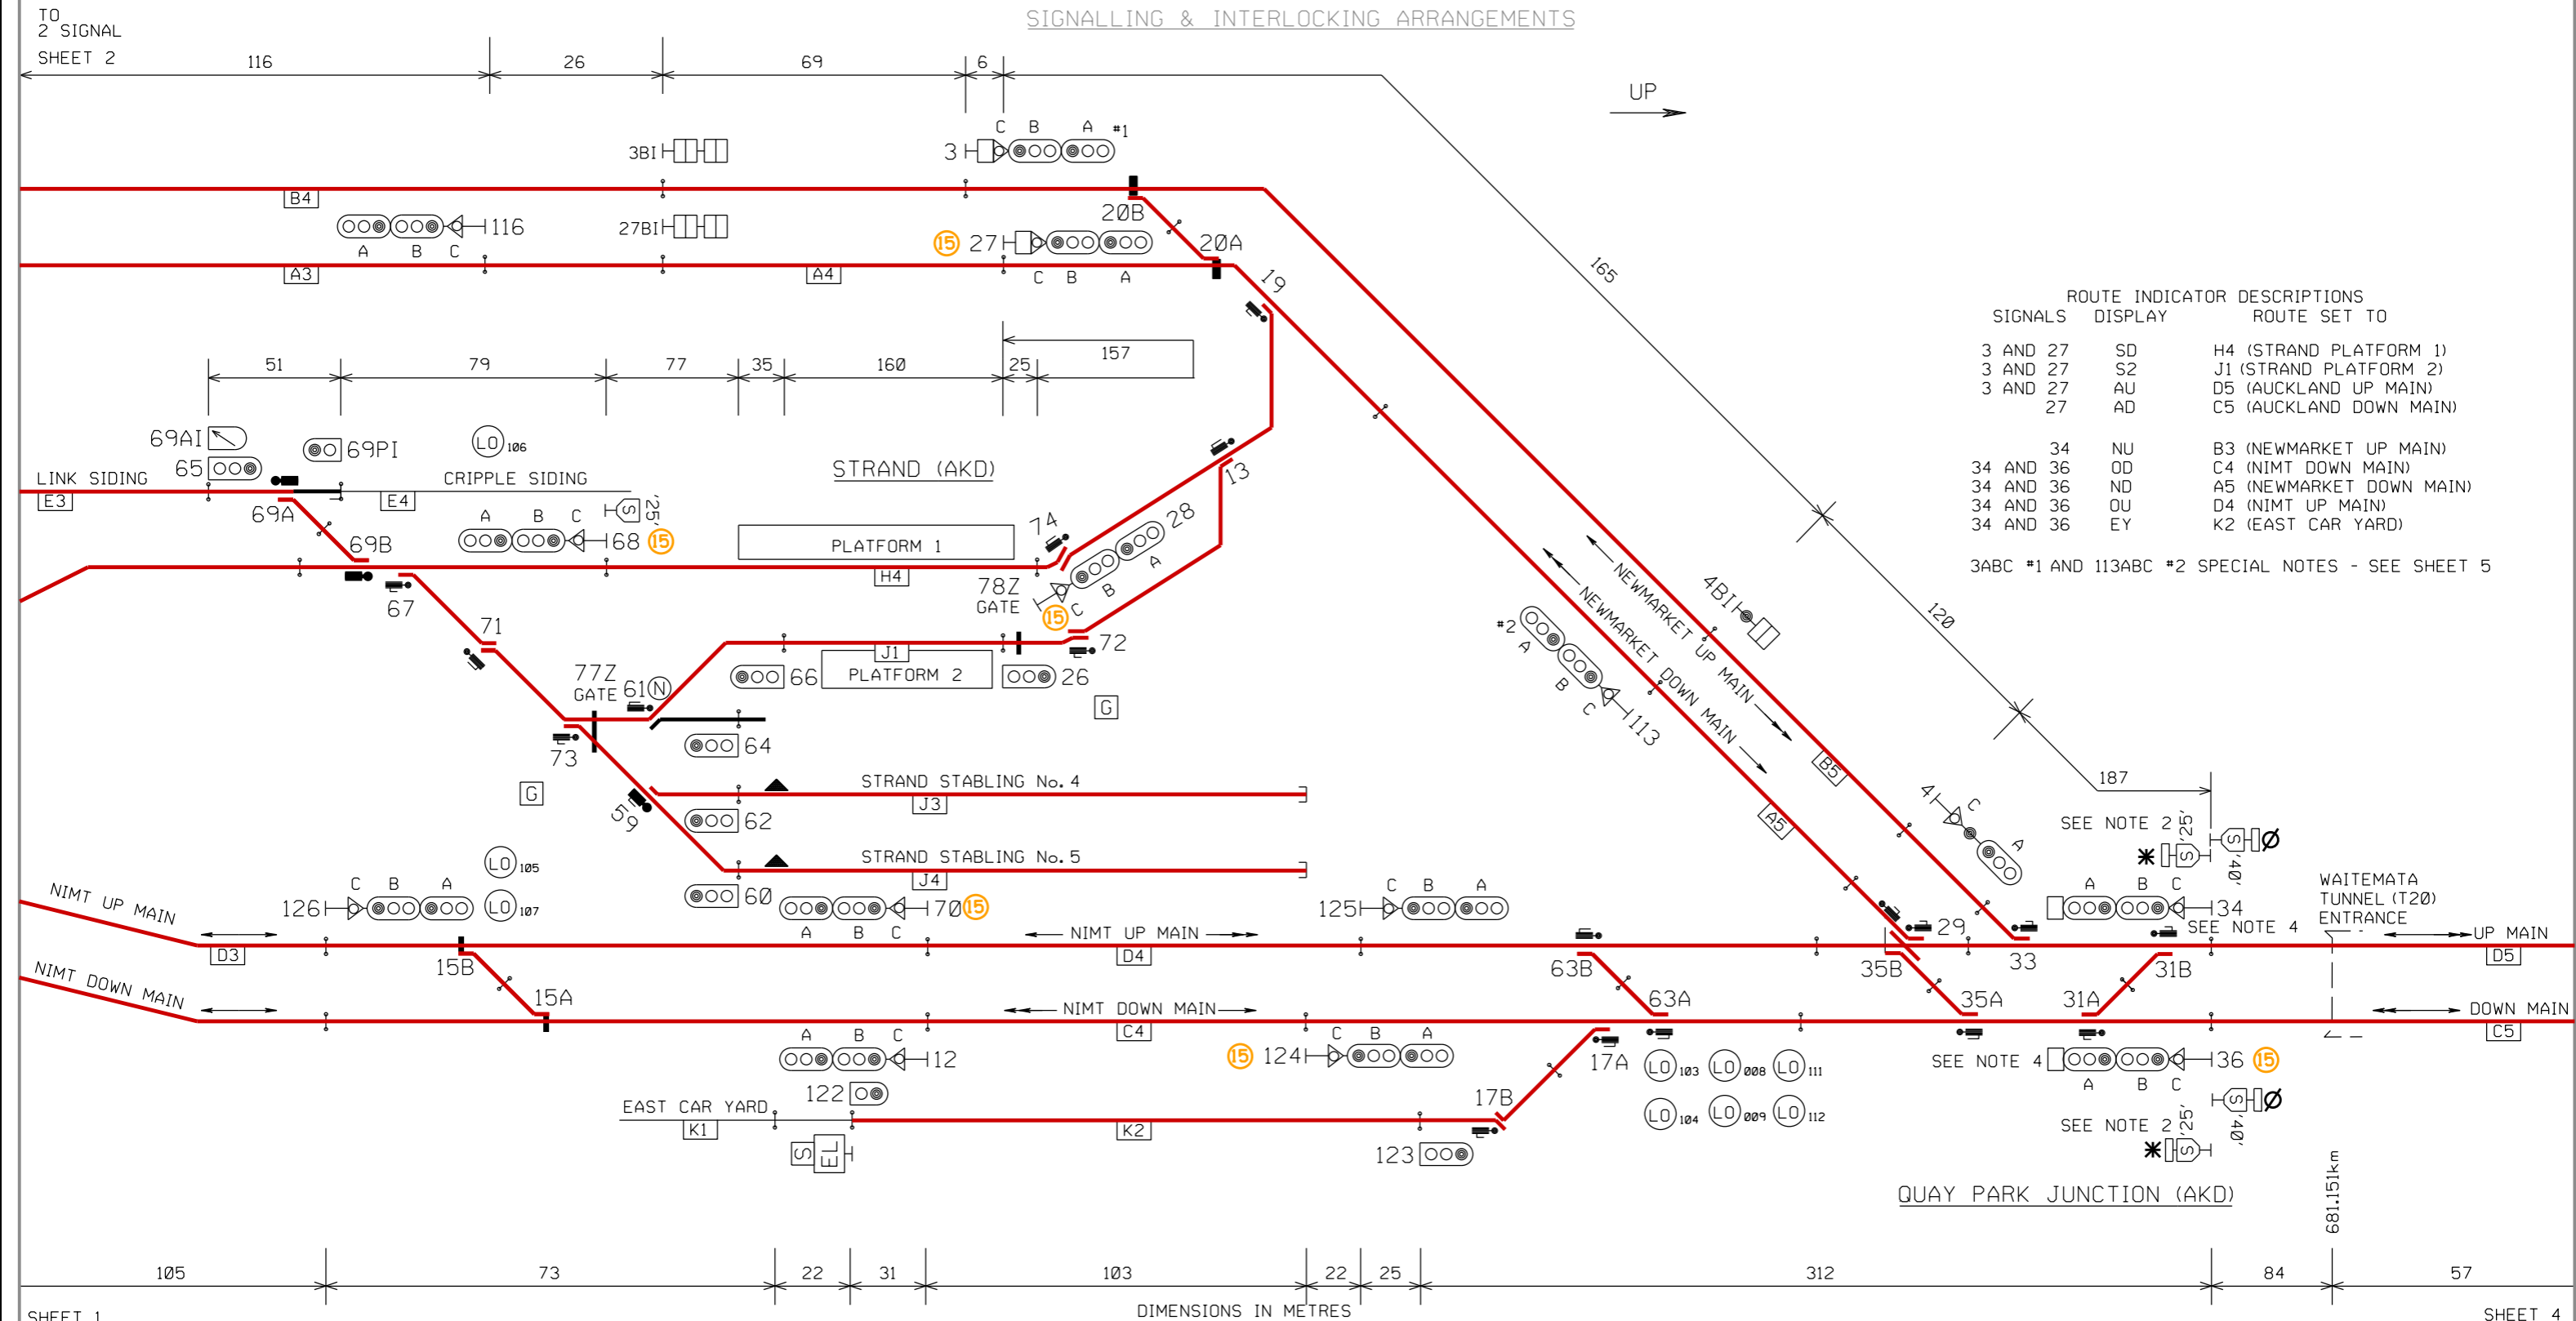 SIGNALLING & INTERLOCKING ARRANGEMENTS
TO
2 SIGNAL
SHEET 2
116
26
69
6
UP
C B A #1
3BI
3
B4
116
A B C
27BI
15 27
C B A
20B
20A
A3
A4
19
165
ROUTE INDICATOR DESCRIPTIONS
SIGNALS DISPLAY ROUTE SET TO
3 AND 27 SD H4 (STRAND PLATFORM 1)
3 AND 27 S2 J1 (STRAND PLATFORM 2)
3 AND 27 AU D5 (AUCKLAND UP MAIN)
27 AD C5 (AUCKLAND DOWN MAIN)
34 NU B3 (NEWMARKET UP MAIN)
34 AND 36 OD C4 (NIMT DOWN MAIN)
34 AND 36 ND A5 (NEWMARKET DOWN MAIN)
34 AND 36 OU D4 (NIMT UP MAIN)
34 AND 36 EY K2 (EAST CAR YARD)
3ABC #1 AND 113ABC #2 SPECIAL NOTES - SEE SHEET 5
51
79
77
35
160
25
157
69AI
65
69PI
LO 106
LINK SIDING
CRIPPLE SIDING
STRAND (AKD)
E3
E4
69A
69B
A B C
68 15
S '25'
PLATFORM 1
H4
74
13
28
A
B
C
15
78Z
GATE
67
71
72
J1
PLATFORM 2
66
26
G
77Z
GATE
61 N
64
73
G
59
STRAND STABLING No.4
J3
62
STRAND STABLING No.5
J4
60
NEWMARKET UP MAIN
NEWMARKET DOWN MAIN
4BI
#2
A
B
C
113
120
B5
A5
187
4
C
A
SEE NOTE 2
S '25'
S '40'
NIMT UP MAIN
C B A
126
LO 105
LO 107
A B C
70 15
C B A
125
A B C
34
SEE NOTE 4
WAITEMATA
TUNNEL (T20)
ENTRANCE
D3
15B
NIMT UP MAIN
D4
63B
29
35B
33
31B
UP MAIN
D5
NIMT DOWN MAIN
15A
NIMT DOWN MAIN
C4
63A
35A
31A
DOWN MAIN
C5
A B C
12
15 124
C B A
17A
LO 103 LO 008 LO 111
LO 104 LO 009 LO 112
SEE NOTE 4
A B C
36 15
122
EAST CAR YARD
K1
K2
17B
S EL
123
SEE NOTE 2
S '25'
S '40'
QUAY PARK JUNCTION (AKD)
681.151km
105
73
22
31
103
22
25
312
84
57
DIMENSIONS IN METRES
SHEET 1
SHEET 4